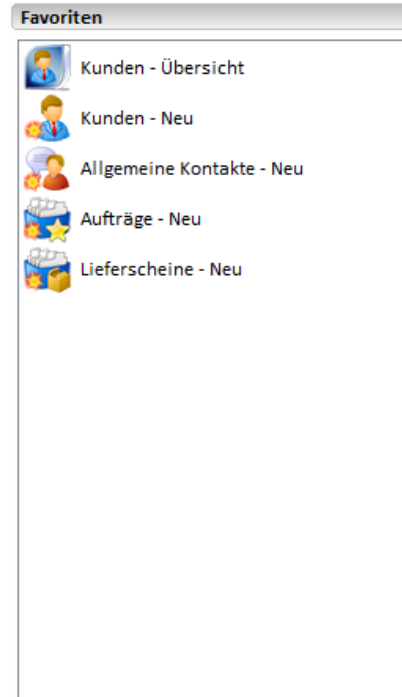 Favoriten
Kunden - Übersicht
Kunden - Neu
Allgemeine Kontakte - Neu
Aufträge - Neu
Lieferscheine - Neu